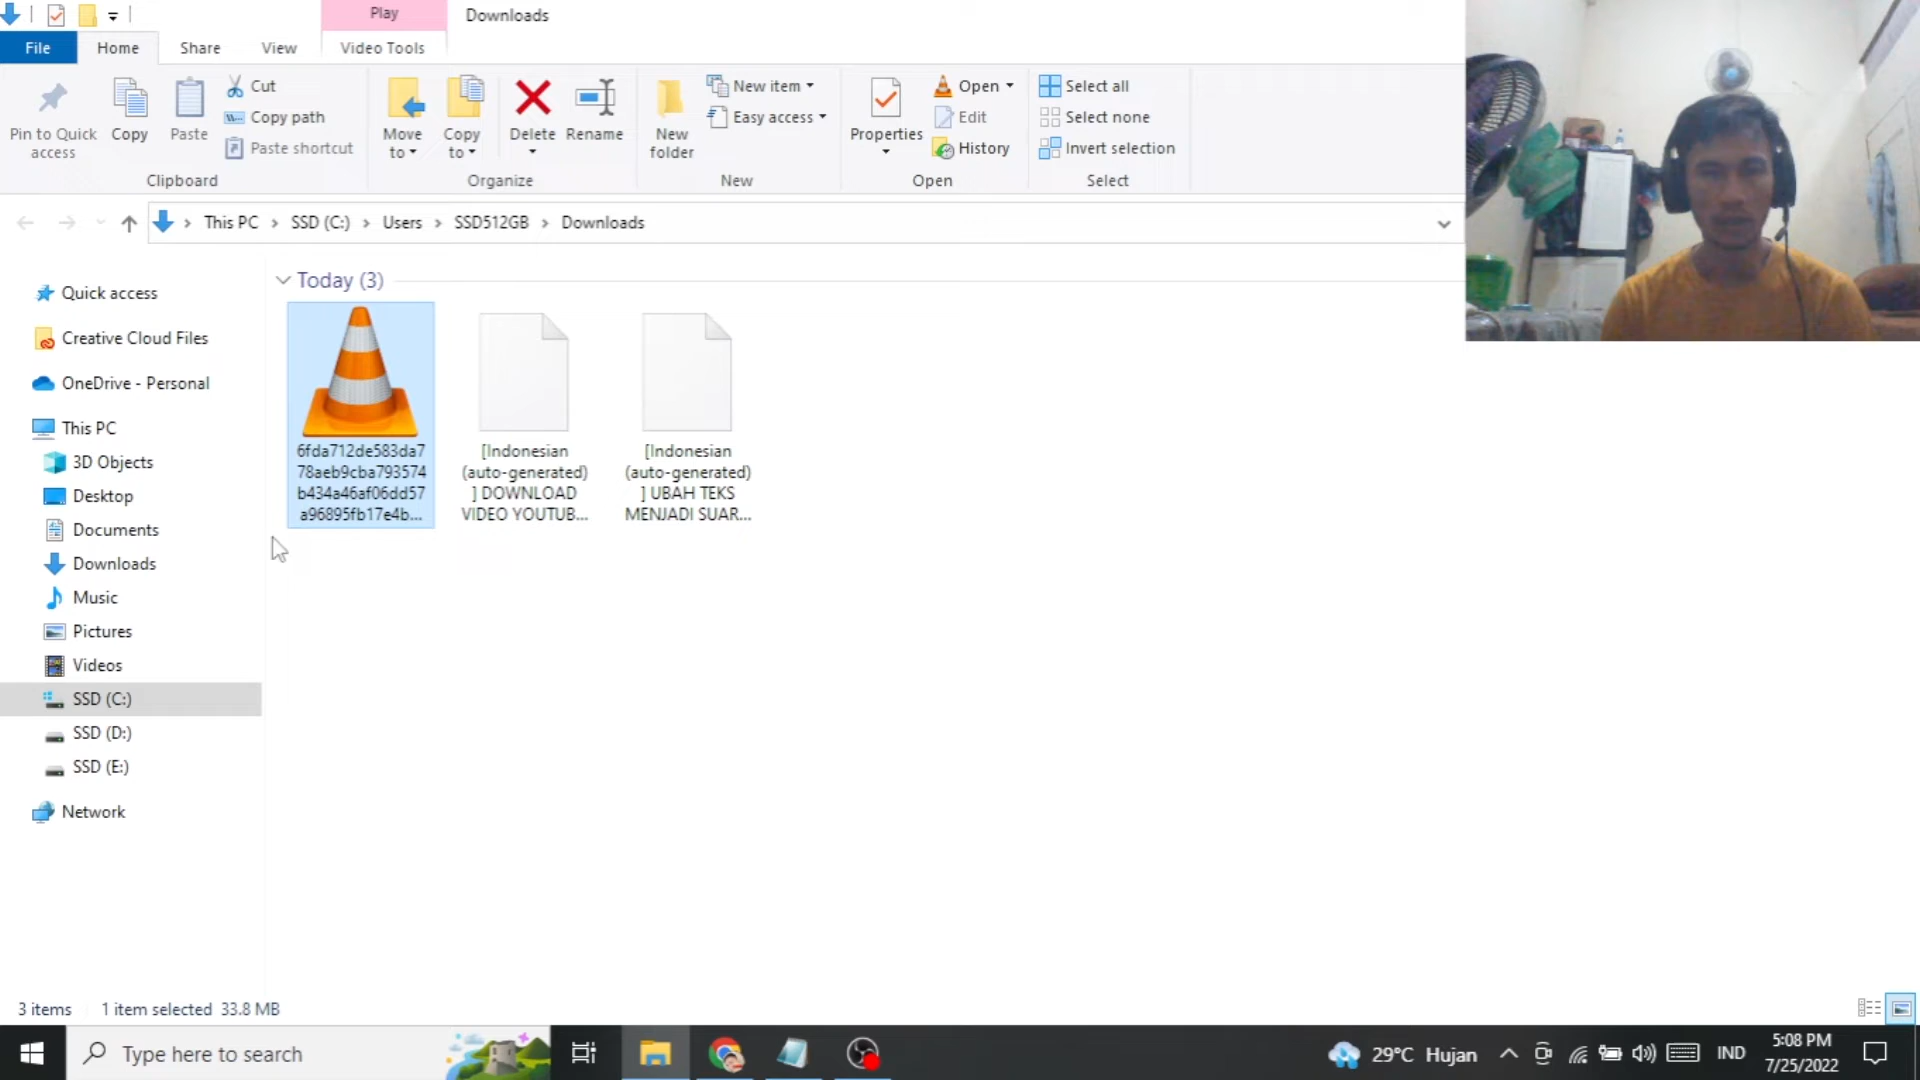 Play
Downloads
File
Home
Share
View
Video Tools
Pin to Quick access
Copy
Paste
Cut
Copy path
Paste shortcut
Clipboard
Move to
Copy to
Delete
Rename
Organize
New folder
New item
Easy access
New
Properties
Open
Edit
History
Open
Select all
Select none
Invert selection
Select
This PC
SSD (C:)
Users
SSD512GB
Downloads
Quick access
Creative Cloud Files
OneDrive - Personal
This PC
3D Objects
Desktop
Documents
Downloads
Music
Pictures
Videos
SSD (C:)
SSD (D:)
SSD (E:)
Network
Today (3)
6fda712de583da7
78aeb9cba793574
b434a46af06dd57
a96895fb17e4b...
[Indonesian
(auto-generated)
] DOWNLOAD
VIDEO YOUTUB...
[Indonesian
(auto-generated)
] UBAH TEKS
MENJADI SUAR...
3 items
1 item selected 33.8 MB
Type here to search
29°C Hujan
IND
5:08 PM
7/25/2022